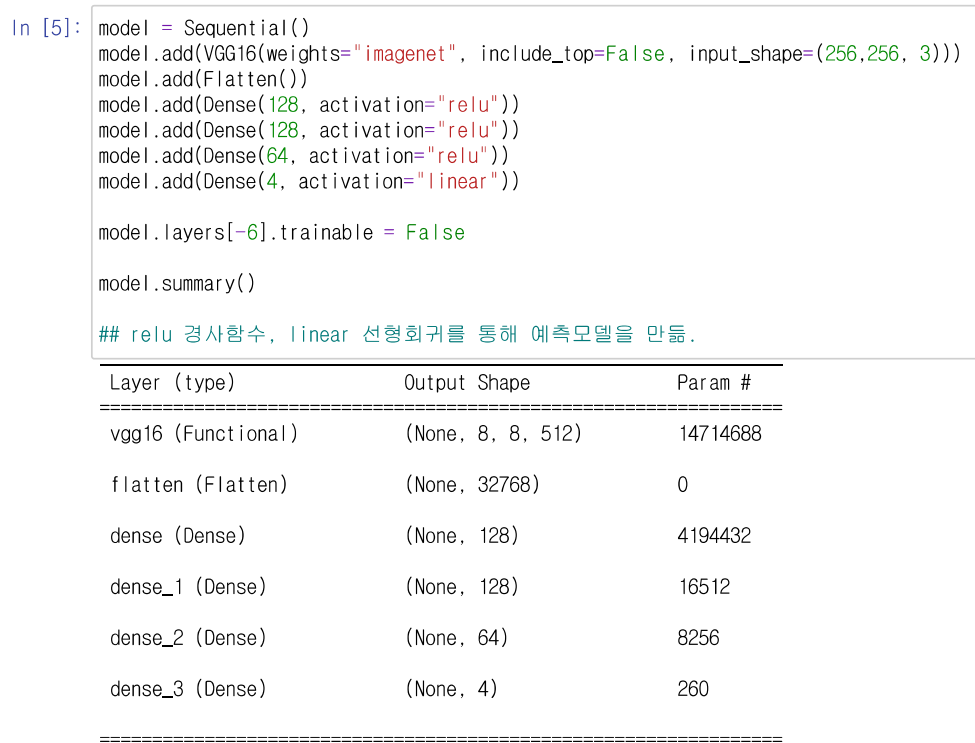 In [5]: model = Sequential()
model.add(VGG16(weights="imagenet", include_top=False, input_shape=(256,256, 3)))
model.add(Flatten())
model.add(Dense(128, activation="relu"))
model.add(Dense(128, activation="relu"))
model.add(Dense(64, activation="relu"))
model.add(Dense(4, activation="linear"))
model.layers[-6].trainable = False
model.summary()
## relu 경사함수, linear 선형회귀를 통해 예측모델을 만듦.
Layer (type) Output Shape Param #
=================================================================
vgg16 (Functional) (None, 8, 8, 512) 14714688
flatten (Flatten) (None, 32768) 0
dense (Dense) (None, 128) 4194432
dense_1 (Dense) (None, 128) 16512
dense_2 (Dense) (None, 64) 8256
dense_3 (Dense) (None, 4) 260
=================================================================